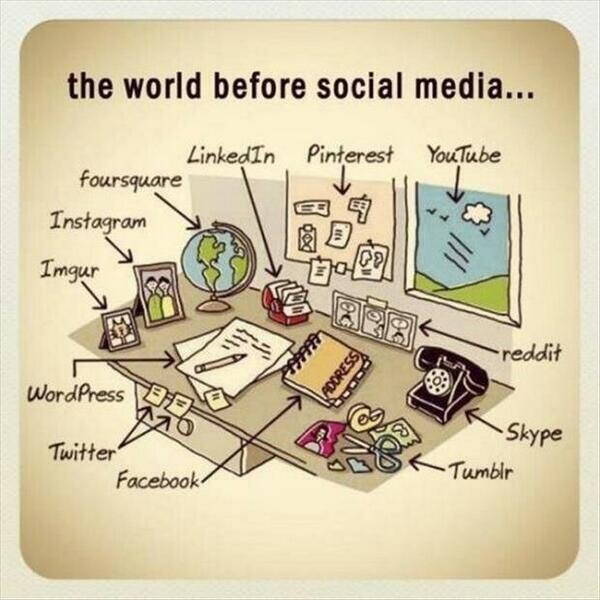 the world before social media...
LinkedIn
Pinterest
YouTube
foursquare
Instagram
Imgur
reddit
ADDRESS
WordPress
Skype
Twitter
Tumblr
Facebook